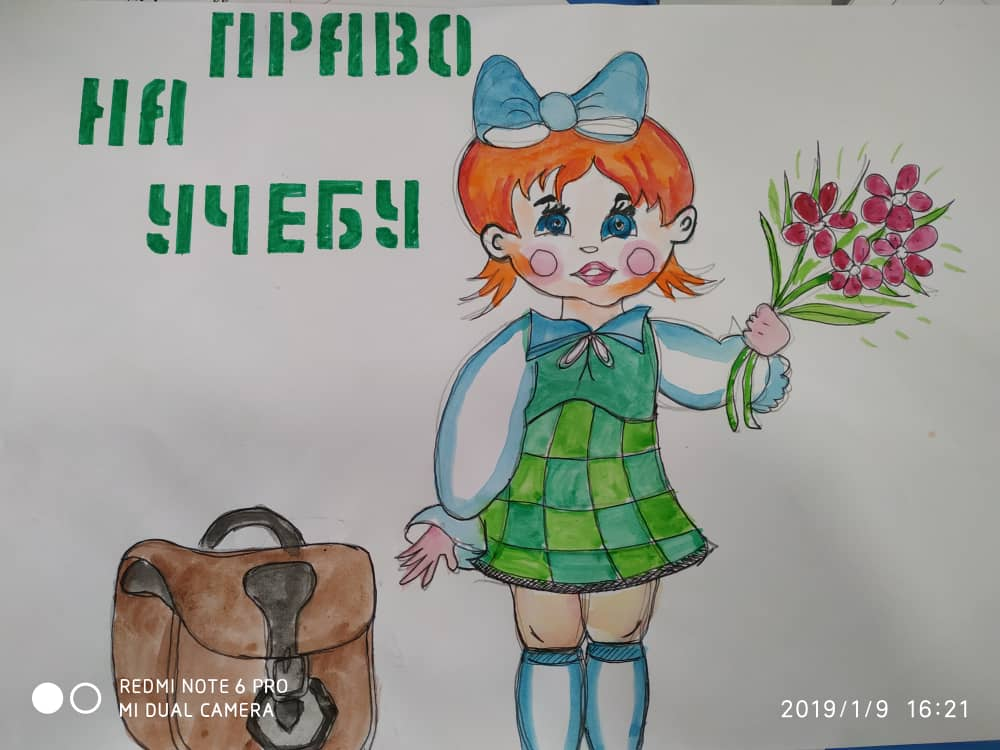 ПРАВО
НА
УЧЕБУ
REDMI NOTE 6 PRO
MI DUAL CAMERA
2019/1/9 16:21